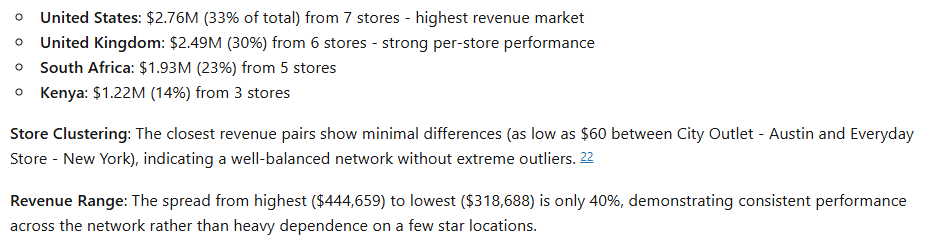 United States: $2.76M (33% of total) from 7 stores - highest revenue market
United Kingdom: $2.49M (30%) from 6 stores - strong per-store performance
South Africa: $1.93M (23%) from 5 stores
Kenya: $1.22M (14%) from 3 stores
Store Clustering: The closest revenue pairs show minimal differences (as low as $60 between City Outlet - Austin and Everyday
Store - New York), indicating a well-balanced network without extreme outliers. 22
Revenue Range: The spread from highest ($444,659) to lowest ($318,688) is only 40%, demonstrating consistent performance
across the network rather than heavy dependence on a few star locations.